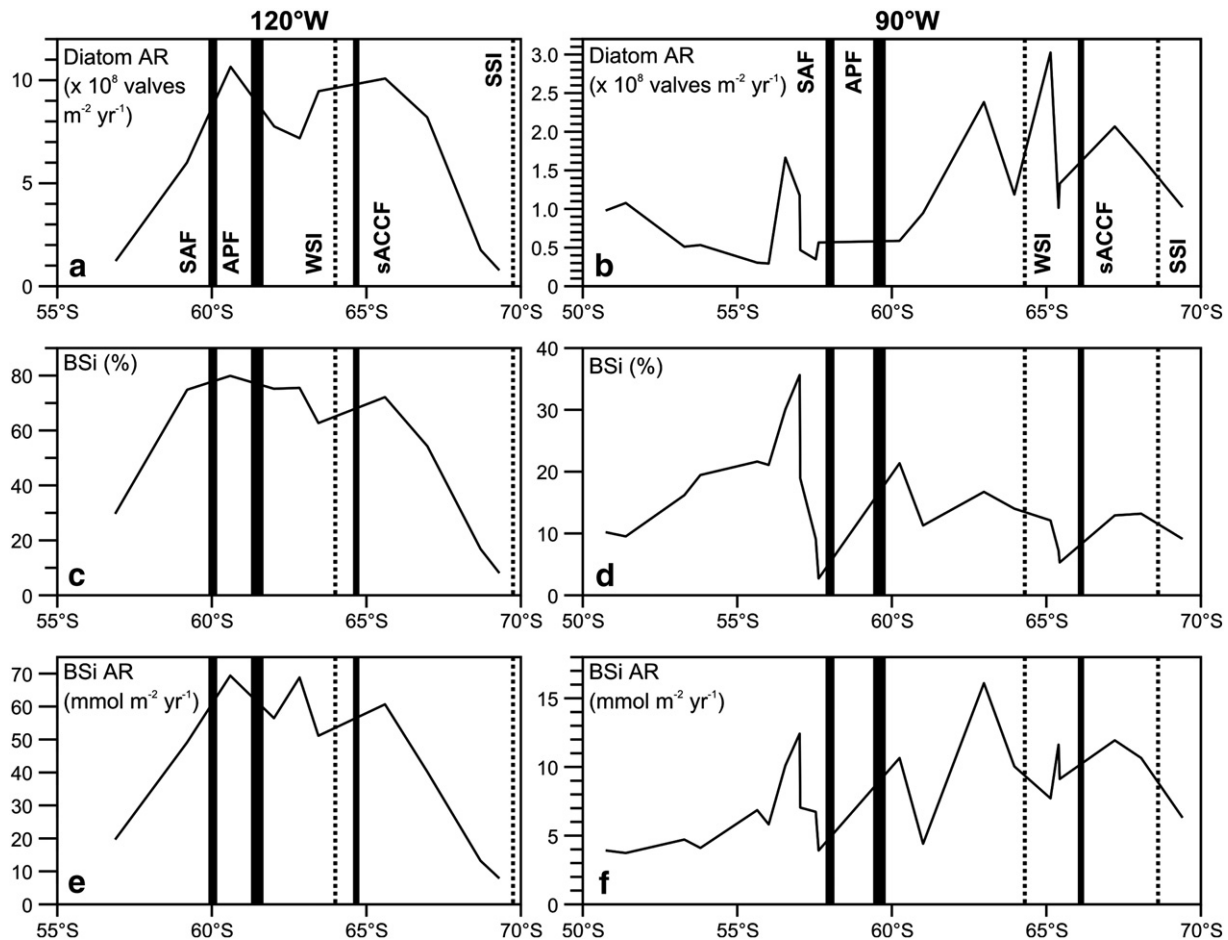 120°W
90°W
a
Diatom AR
(x 10⁸ valves
m⁻² yr⁻¹)
SAF
APF
WSI
sACCF
SSI
10
5
0
55°S 60°S 65°S 70°S
b
Diatom AR
(x 10⁸ valves m⁻² yr⁻¹)
SAF
APF
WSI
sACCF
SSI
3.0
2.5
2.0
1.5
1.0
0.5
0
50°S 55°S 60°S 65°S 70°S
BSi (%)
80
60
40
20
0
c
55°S 60°S 65°S 70°S
BSi (%)
40
30
20
10
0
d
50°S 55°S 60°S 65°S 70°S
BSi AR
(mmol m⁻² yr⁻¹)
70
60
50
40
30
20
10
0
e
55°S 60°S 65°S 70°S
BSi AR
(mmol m⁻² yr⁻¹)
15
10
5
0
f
50°S 55°S 60°S 65°S 70°S